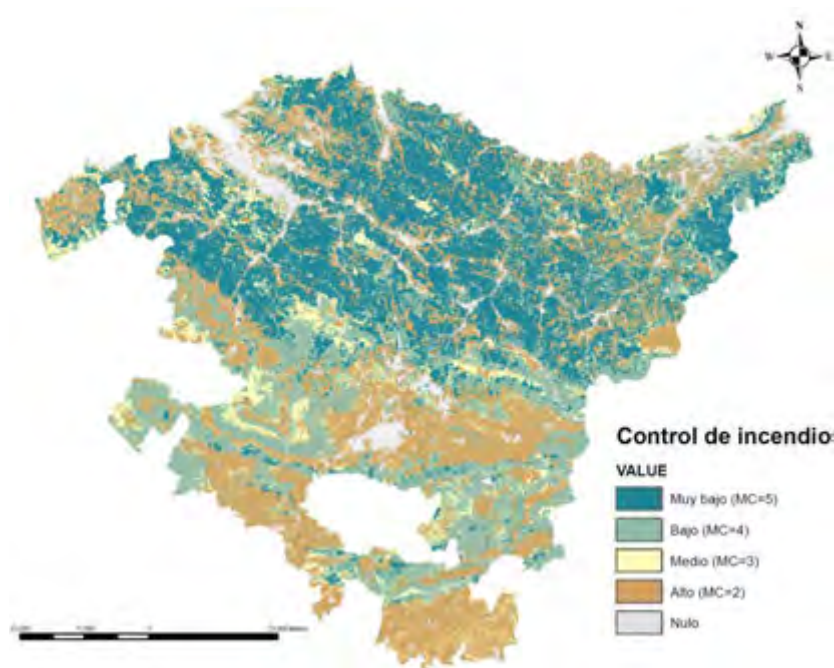 N
W E
S
Control de incendios
VALUE
Muy bajo (MC=5)
Bajo (MC=4)
Medio (MC=3)
Alto (MC=2)
Nulo